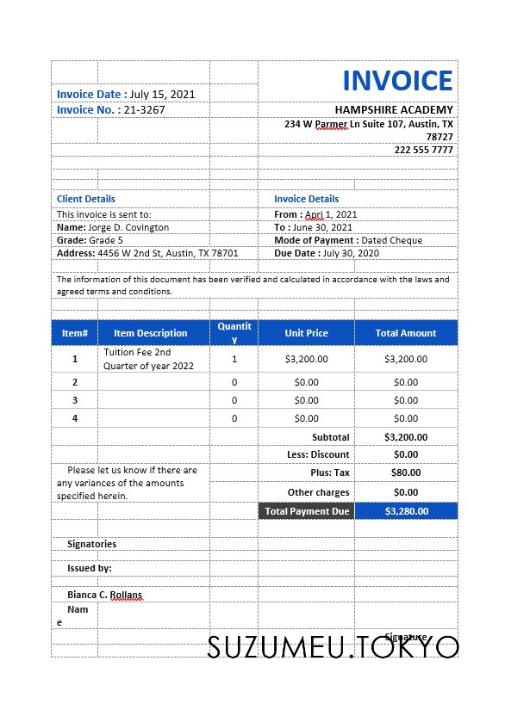 INVOICE
Invoice Date : July 15, 2021
Invoice No. : 21-3267
HAMPSHIRE ACADEMY
234 W Parmer Ln Suite 107, Austin, TX
78727
222 555 7777
Client Details
Invoice Details
This invoice is sent to:
From : Apri 1, 2021
Name: Jorge D. Covington
To : June 30, 2021
Grade: Grade 5
Mode of Payment : Dated Cheque
Address: 4456 W 2nd St, Austin, TX 78701
Due Date : July 30, 2020
The information of this document has been verified and calculated in accordance with the laws and
agreed terms and conditions.
Item# Item Description Quantit
y Unit Price Total Amount
1 Tuition Fee 2nd
Quarter of year 2022 1 $3,200.00 $3,200.00
2 0 $0.00 $0.00
3 0 $0.00 $0.00
4 0 $0.00 $0.00
Subtotal $3,200.00
Less: Discount $0.00
Please let us know if there are
any variances of the amounts
specified herein.
Plus: Tax $80.00
Other charges $0.00
Total Payment Due $3,280.00
Signatories
Issued by:
Bianca C. Rollans
Nam
e
Signature
SUZUMEU.TOKYO